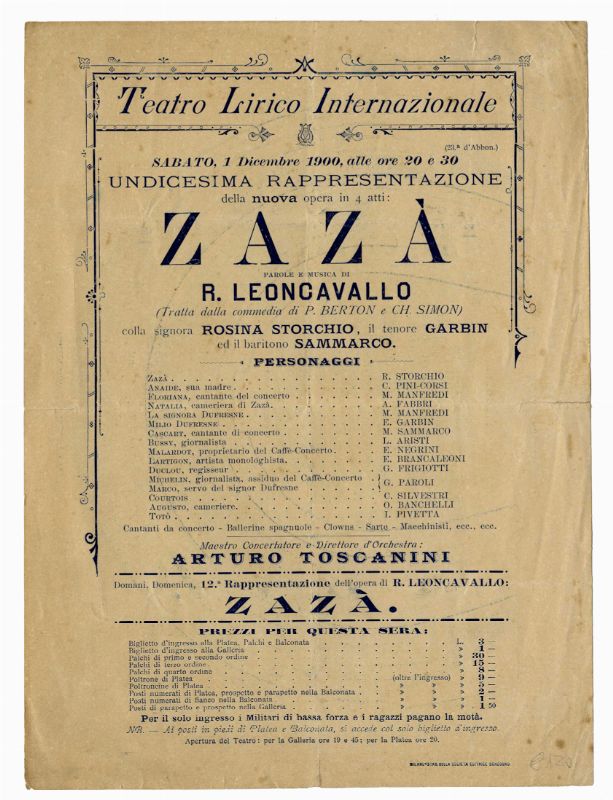 Teatro Lirico Internazionale
(23.ª d'Abbon.)
SABATO, 1 Dicembre 1900, alle ore 20 e 30
UNDICESIMA RAPPRESENTAZIONE
della nuova opera in 4 atti:
ZAZÀ
PAROLE E MUSICA DI
R. LEONCAVALLO
(Tratta dalla commedia di P. BERTON e CH. SIMON)
colla signora ROSINA STORCHIO, il tenore GARBIN
ed il baritono SAMMARCO.
PERSONAGGI
ZAZÀ . . . R. STORCHIO
ANAIDE, sua madre . . . C. PINI-CORSI
FLORIANA, cantante del concerto . . . M. MANFREDI
NATALIA, cameriera di Zazà . . . A. FABBRI
LA SIGNORA DUFRESNE . . . M. MANFREDI
MILIO DUFRESNE . . . E. GARBIN
CASCART, cantante di concerto . . . M. SAMMARCO
BUSSY, giornalista . . . L. ARISTI
MALARDOT, proprietario del Caffè-Concerto . . . E. NEGRINI
LARTIGON, artista monologhista . . . E. BRANCALEONI
DUCLOU, regisseur . . . G. FRIGIOTTI
MICHELIN, giornalista, assiduo del Caffè-Concerto } G. PAROLI
MARCO, servo del signor Dufresne
COURTOIS . . . C. SILVESTRI
AUGUSTO, cameriere . . . O. BANCHELLI
TOTÒ . . . I. PIVETTA
Cantanti da concerto - Ballerine spagnuole - Clowns - Sarte - Macchinisti, ecc., ecc.
Maestro Concertatore e Direttore d'Orchestra:
ARTURO TOSCANINI
Domani, Domenica, 12.ª Rappresentazione dell'opera di R. LEONCAVALLO:
ZAZÀ.
PREZZI PER QUESTA SERA:
Biglietto d'ingresso alla Platea, Palchi e Balconata . . . L. 3 —
Biglietto d'ingresso alla Galleria . . . » 1 —
Palchi di primo e secondo ordine . . . » 30 —
Palchi di terzo ordine . . . » 15 —
Palchi di quarto ordine . . . » 8 —
Poltrone di Platea . . . (oltre l'ingresso) » 9 —
Poltroncine di Platea . . . » » 5 —
Posti numerati di Platea, prospetto e parapetto nella Balconata . . . » » 2 —
Posti numerati di fianco nella Balconata . . . » » 1 —
Posti di parapetto e prospetto nella Galleria . . . » » 1 50
Per il solo ingresso i Militari di bassa forza e i ragazzi pagano la metà.
NB. — Ai posti in piedi di Platea e Balconata, si accede col solo biglietto d'ingresso.
Apertura del Teatro: per la Galleria ore 19 e 45; per la Platea ore 20.
SOCIETÀ EDITRICE SONZOGNO